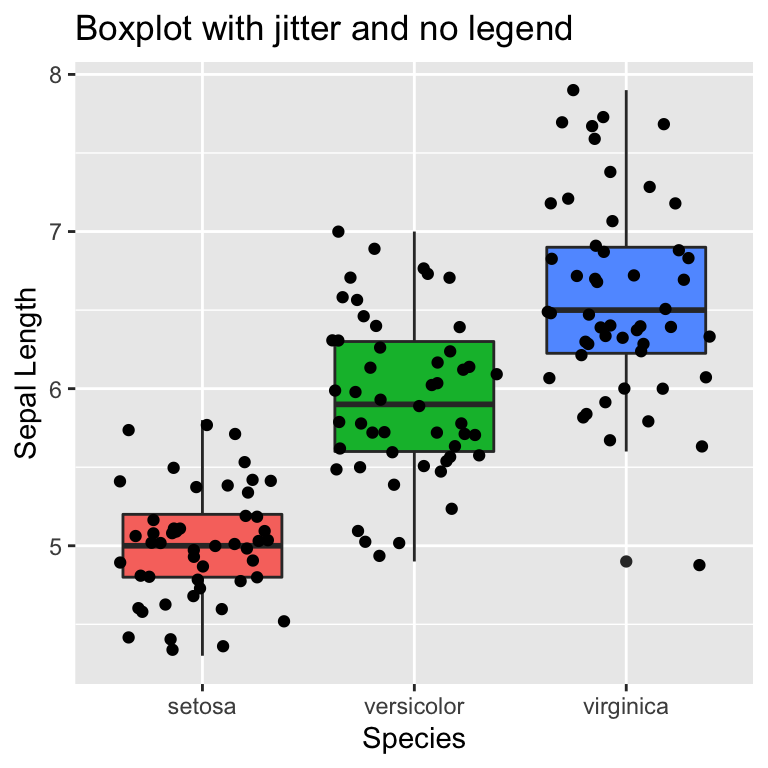 Boxplot with jitter and no legend
8
7
6
5
Sepal Length
setosa versicolor virginica
Species